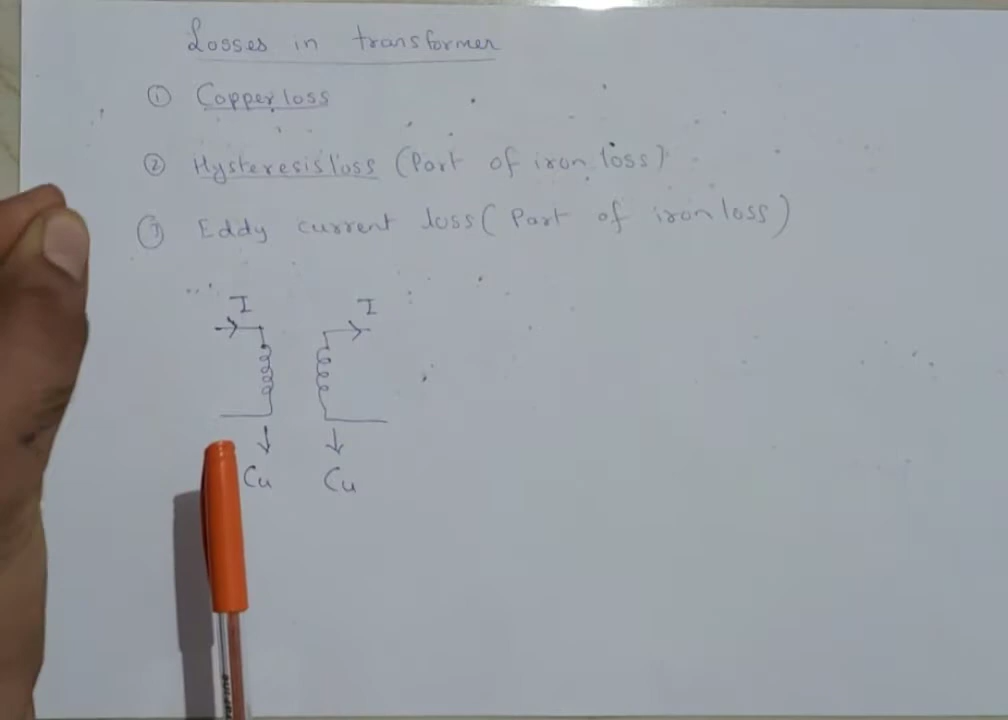 Losses in transformer
① Copper loss
② Hysteresis loss (Part of iron loss)
③ Eddy current loss (Part of iron loss)
I I
Cu Cu